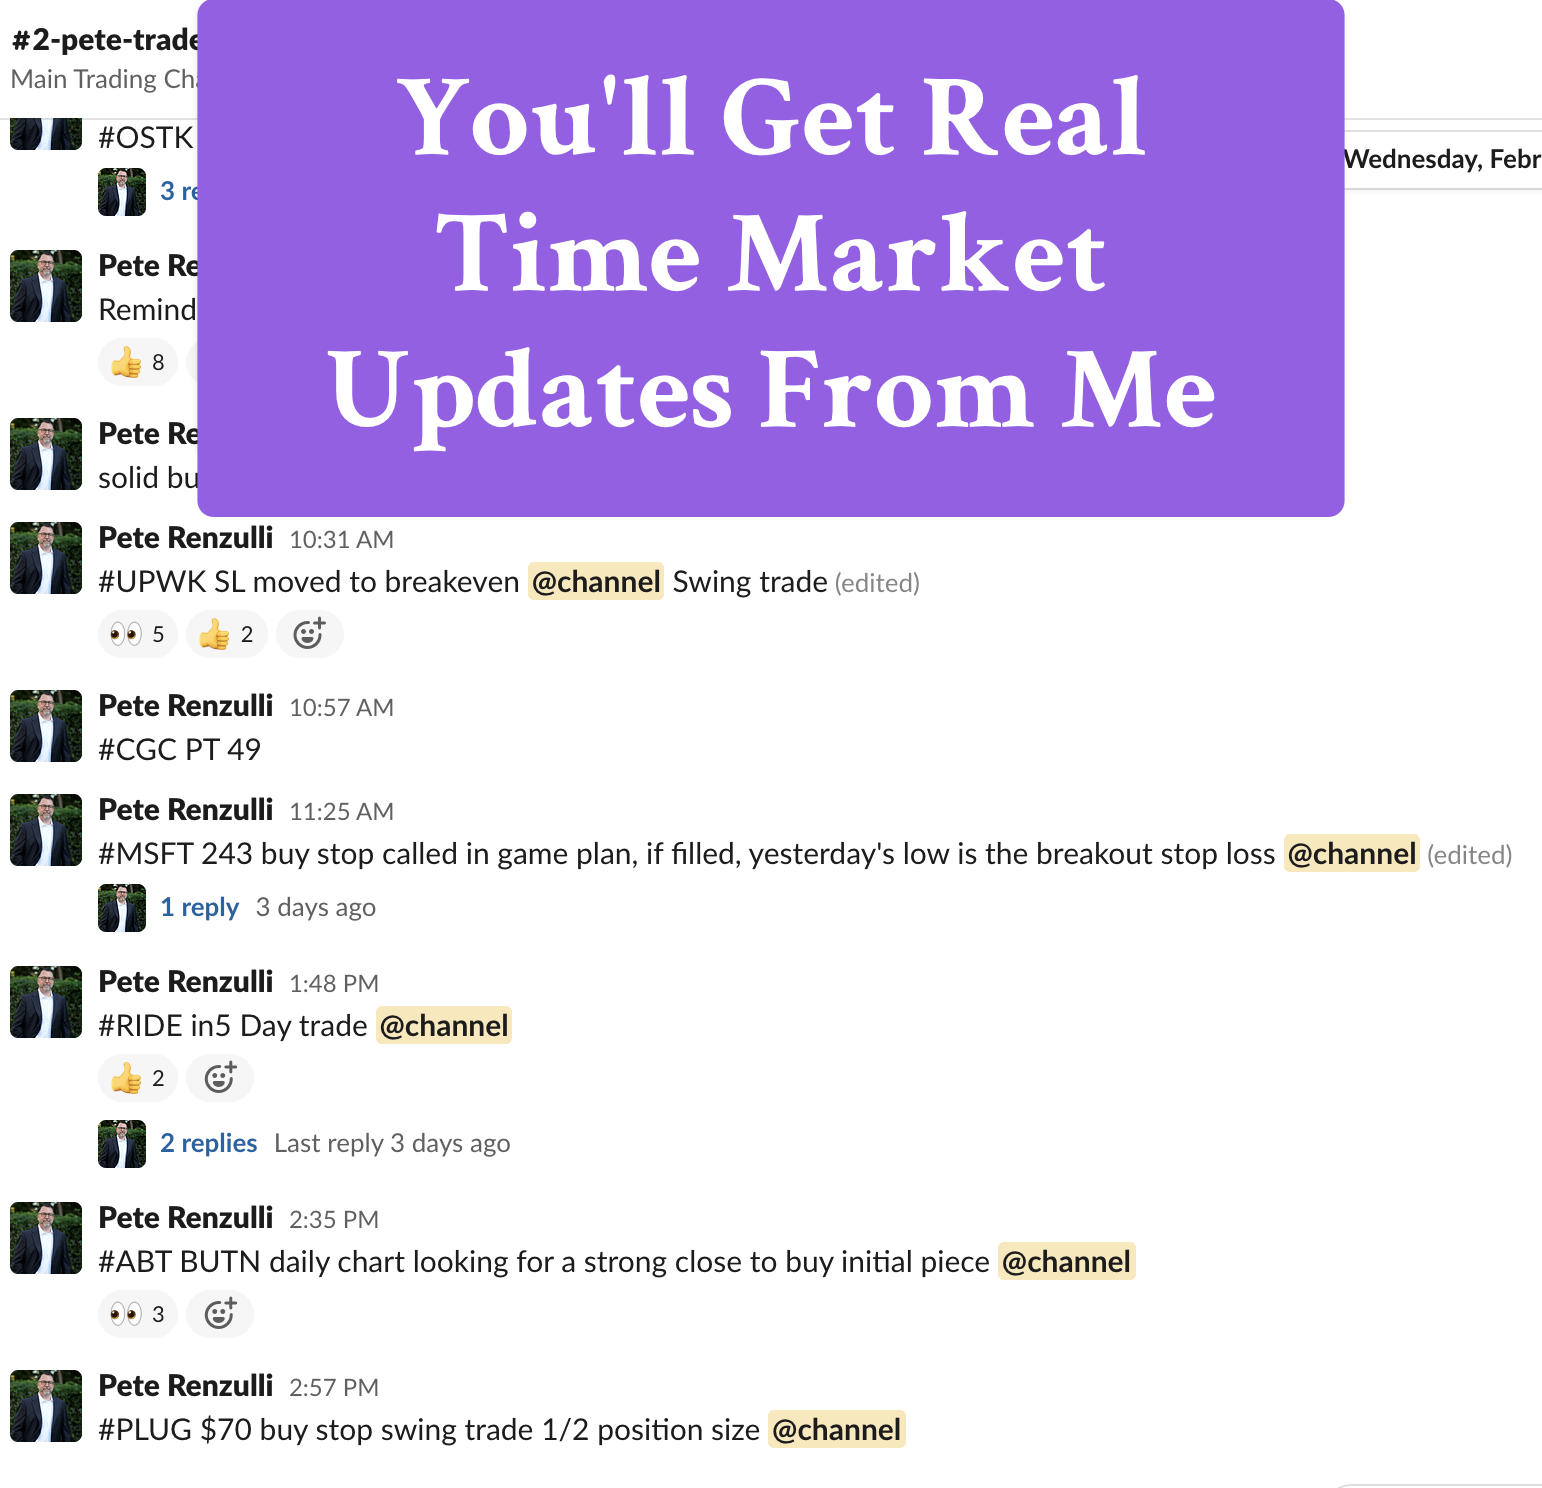 #2-pete-trade
Main Trading Cha
You'll Get Real
Time Market
Updates From Me
Wednesday, Febr
#OSTK
3 re
Pete Re
Remind
8
Pete Re
solid bu
Pete Renzulli 10:31 AM
#UPWK SL moved to breakeven @channel Swing trade (edited)
5 2
Pete Renzulli 10:57 AM
#CGC PT 49
Pete Renzulli 11:25 AM
#MSFT 243 buy stop called in game plan, if filled, yesterday's low is the breakout stop loss @channel (edited)
1 reply 3 days ago
Pete Renzulli 1:48 PM
#RIDE in5 Day trade @channel
2
2 replies Last reply 3 days ago
Pete Renzulli 2:35 PM
#ABT BUTN daily chart looking for a strong close to buy initial piece @channel
3
Pete Renzulli 2:57 PM
#PLUG $70 buy stop swing trade 1/2 position size @channel